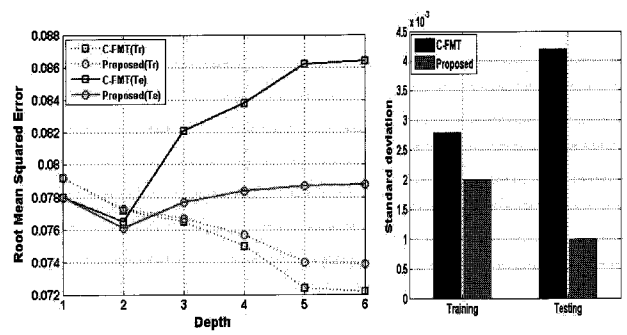 0.088
0.086
0.084
0.082
0.08
0.078
0.076
0.074
0.072
Root Mean Squared Error
C-FMT(Tr)
Proposed(Tr)
C-FMT(Te)
Proposed(Te)
1 2 3 4 5 6
Depth
x 10^-3
4.5
4
3.5
3
2.5
2
1.5
1
0.5
0
Standard deviation
C-FMT
Proposed
Training Testing